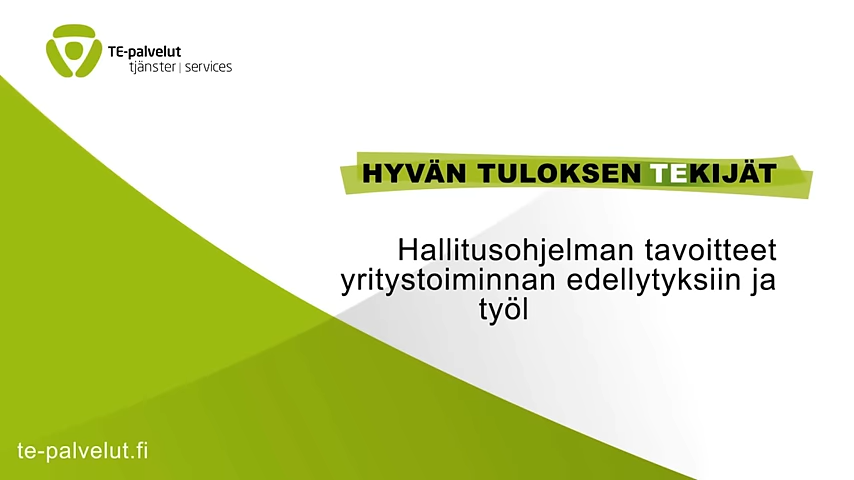 TE-palvelut
tjänster | services
HYVÄN TULOKSEN TEKIJÄT
Hallitusohjelman tavoitteet
yritystoiminnan edellytyksiin ja
työl
te-palvelut.fi